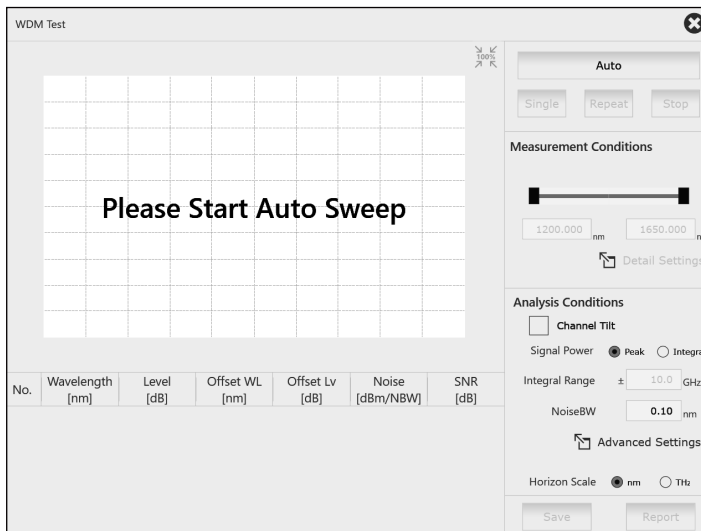 WDM Test
100%
Please Start Auto Sweep
Auto
Single Repeat Stop
Measurement Conditions
1200.000 nm 1650.000 n
Detail Settings
Analysis Conditions
Channel Tilt
Signal Power Peak Integra
Integral Range ± 10.0 GHz
NoiseBW 0.10 nm
Advanced Settings
Horizon Scale nm THz
Save Report
No. Wavelength [nm] Level [dB] Offset WL [nm] Offset Lv [dB] Noise [dBm/NBW] SNR [dB]